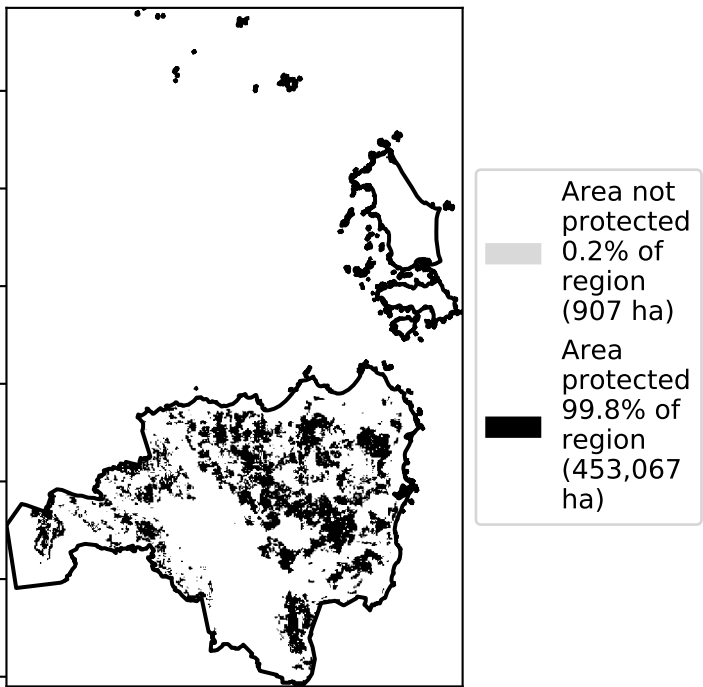 Area not
protected
0.2% of
region
(907 ha)
Area
protected
99.8% of
region
(453,067
ha)